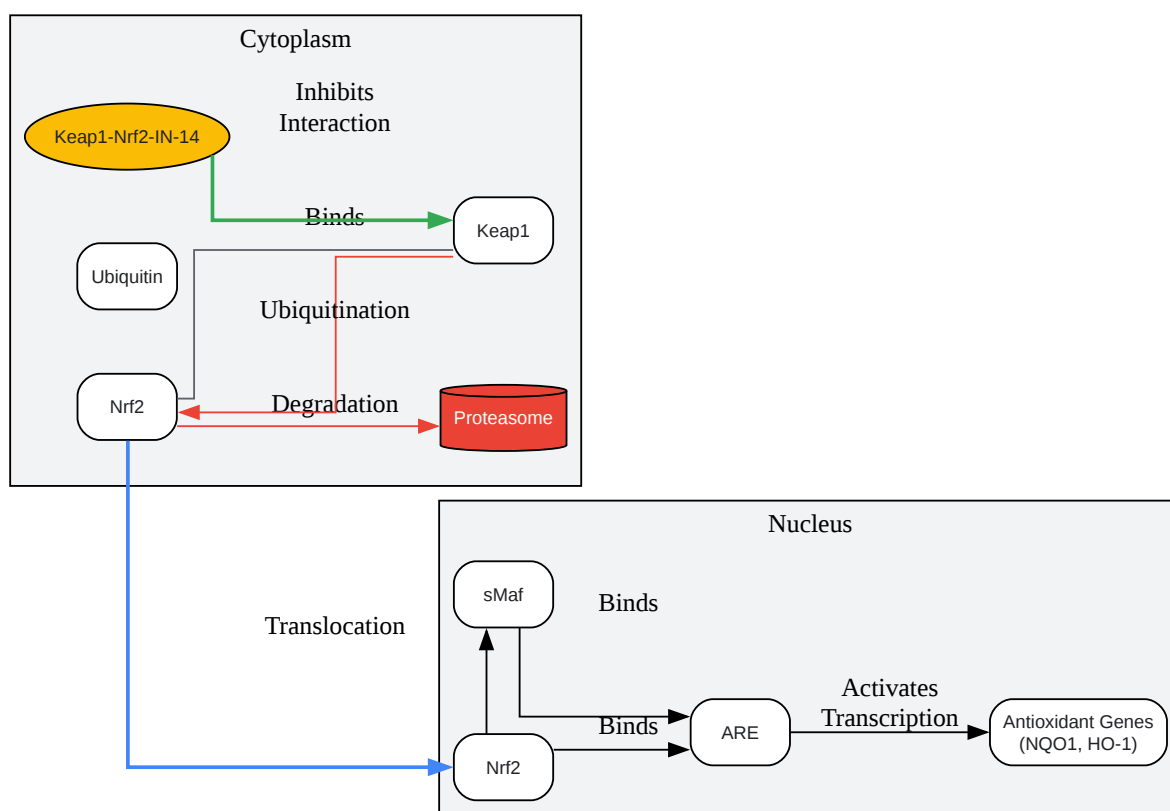 Cytoplasm
Inhibits
Interaction
Keap1-Nrf2-IN-14
Binds
Keap1
Ubiquitin
Ubiquitination
Nrf2
Degradation
Proteasome
Nucleus
sMaf
Binds
Translocation
Activates
Transcription
Binds
ARE
Antioxidant Genes
(NQO1, HO-1)
Nrf2